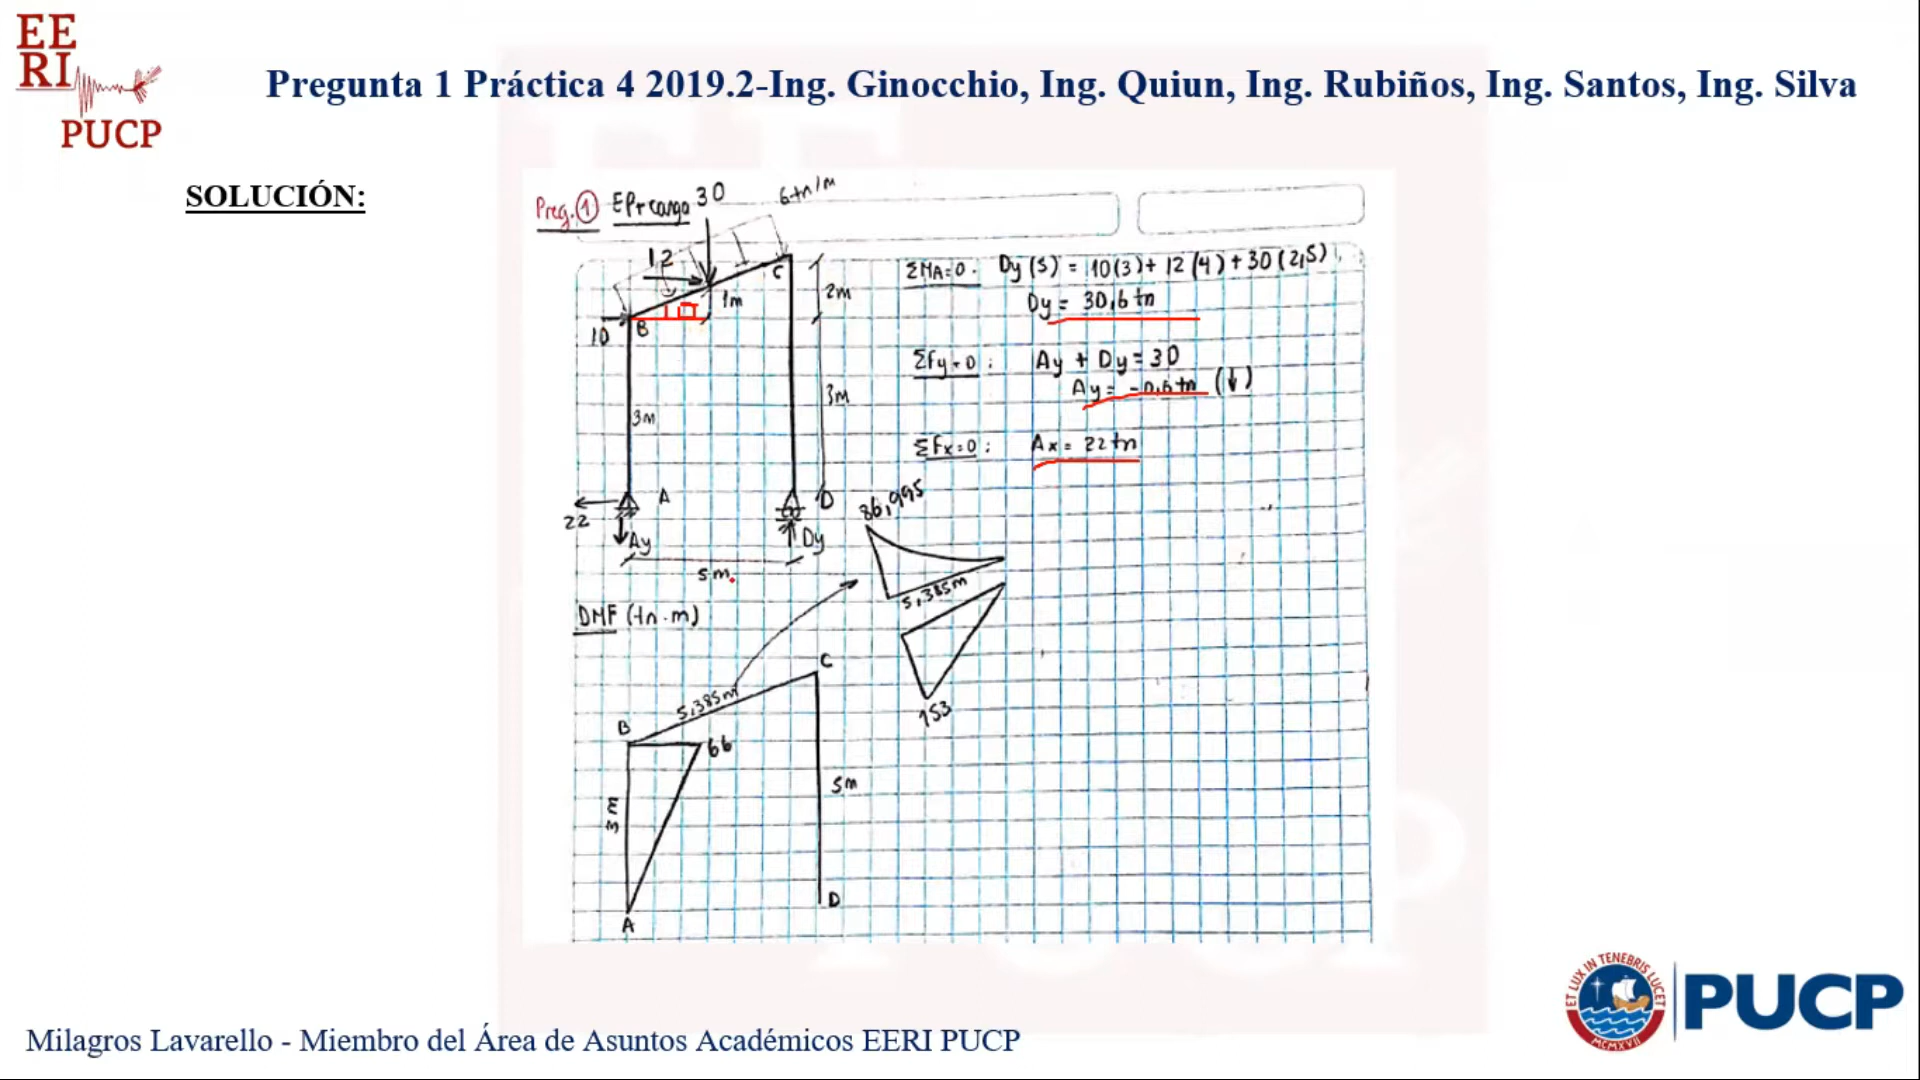 EE
RI
PUCP
Pregunta 1 Práctica 4 2019.2-Ing. Ginocchio, Ing. Quiun, Ing. Rubiños, Ing. Santos, Ing. Silva
SOLUCIÓN:
Preg. 1 EPr carga
30
6 tn/m
12
C
2m
1m
10
B
3m
3m
22
A
D
Ay
Dy
5m
ΣMA=0. Dy (5) = 10(3)+ 12(4)+30(2,5)
Dy = 30,6 tn
ΣFy=0: Ay + Dy = 30
Ay = -0,6 tn (↓)
ΣFx=0: Ax = 22 tn
86,995
5,385m
153
DMF (tn.m)
C
5,385m
B
66
5m
3m
D
A
Milagros Lavarello - Miembro del Área de Asuntos Académicos EERI PUCP
ET LUX IN TENEBRIS LUCET
MCMXVII
PUCP